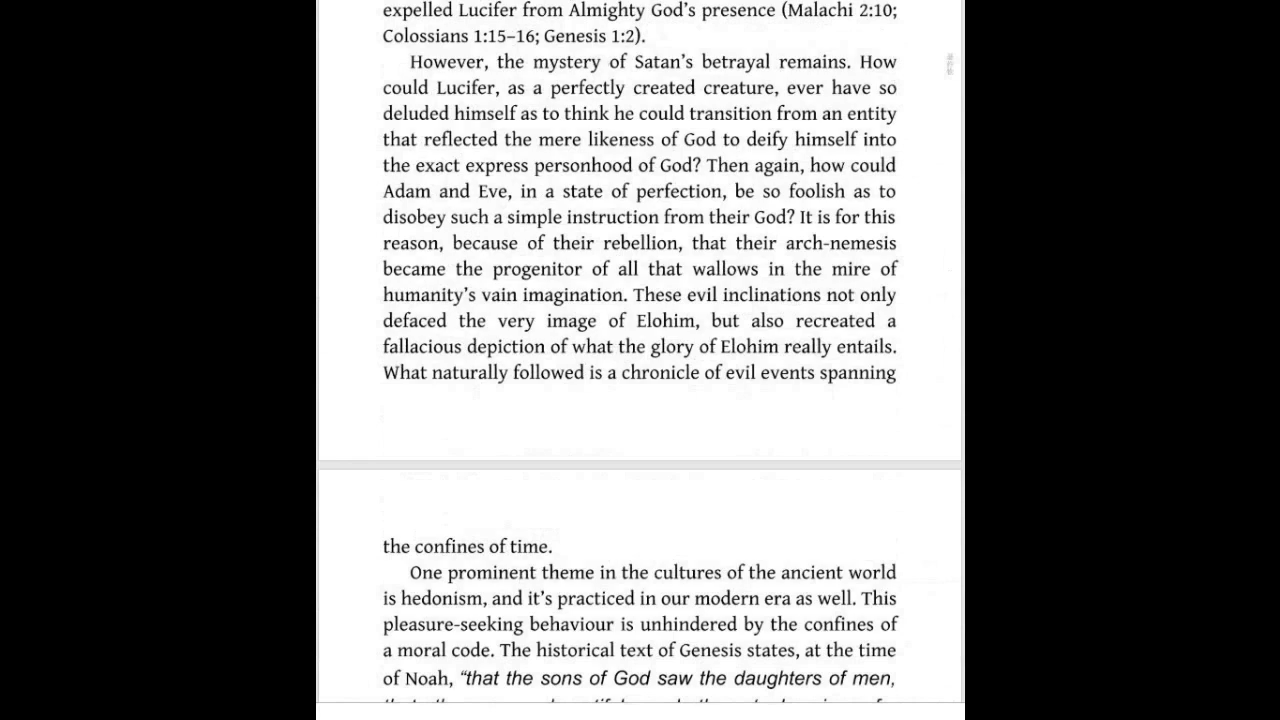 expelled Lucifer from Almighty God's presence (Malachi 2:10;
Colossians 1:15–16; Genesis 1:2).
However, the mystery of Satan's betrayal remains. How
could Lucifer, as a perfectly created creature, ever have so
deluded himself as to think he could transition from an entity
that reflected the mere likeness of God to deify himself into
the exact express personhood of God? Then again, how could
Adam and Eve, in a state of perfection, be so foolish as to
disobey such a simple instruction from their God? It is for this
reason, because of their rebellion, that their arch-nemesis
became the progenitor of all that wallows in the mire of
humanity's vain imagination. These evil inclinations not only
defaced the very image of Elohim, but also recreated a
fallacious depiction of what the glory of Elohim really entails.
What naturally followed is a chronicle of evil events spanning
the confines of time.
One prominent theme in the cultures of the ancient world
is hedonism, and it's practiced in our modern era as well. This
pleasure-seeking behaviour is unhindered by the confines of
a moral code. The historical text of Genesis states, at the time
of Noah, “that the sons of God saw the daughters of men,